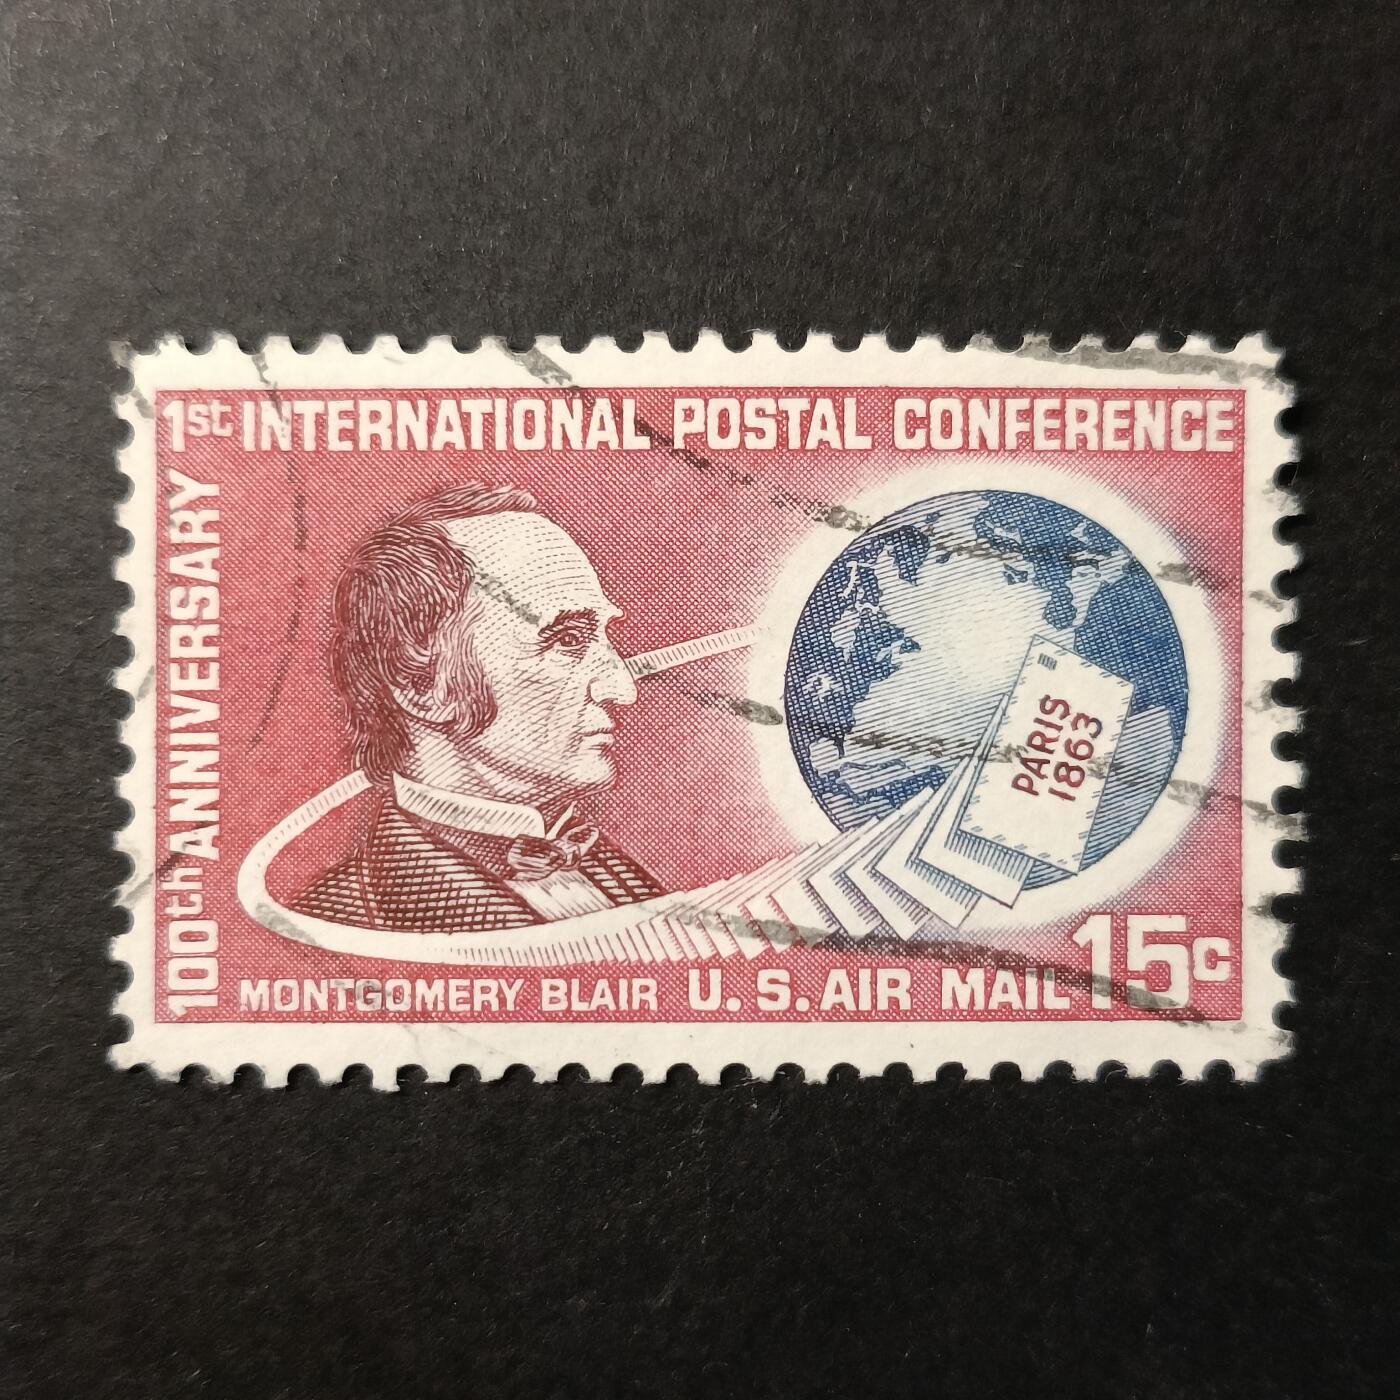 1st INTERNATIONAL POSTAL CONFERENCE
100th ANNIVERSARY
PARIS
1863
MONTGOMERY BLAIR U.S. AIR MAIL 15c